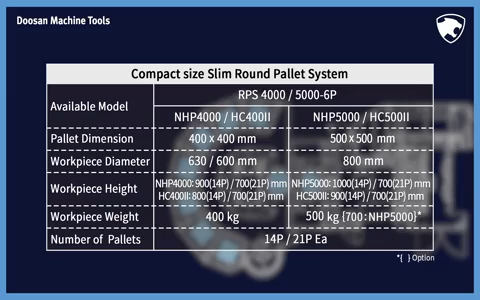 Doosan Machine Tools
Compact size Slim Round Pallet System
Available Model
RPS 4000 / 5000-6P
NHP4000 / HC400II
NHP5000 / HC500II
Pallet Dimension
400 x 400 mm
500 x 500 mm
Workpiece Diameter
630 / 600 mm
800 mm
Workpiece Height
NHP4000: 900(14P) / 700(21P) mm
HC400II: 800(14P) / 700(21P) mm
NHP5000: 1000(14P) / 700(21P) mm
HC500II: 900(14P) / 700(21P) mm
Workpiece Weight
400 kg
500 kg {700 : NHP5000}*
Number of Pallets
14P / 21P Ea
*{ } Option